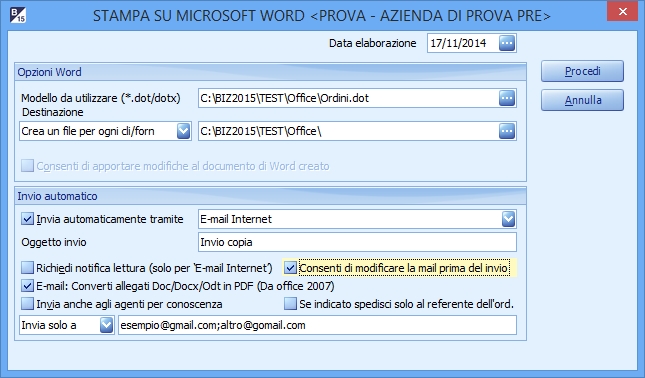 B
15
STAMPA SU MICROSOFT WORD <PROVA - AZIENDA DI PROVA PRE>
Data elaborazione 17/11/2014
Opzioni Word
Procedi
Modello da utilizzare (*.dot/dotx) C:\BIZ2015\TEST\Office\Ordini.dot
Annulla
Destinazione
Crea un file per ogni cli/forn C:\BIZ2015\TEST\Office\
Consenti di apportare modifiche al documento di Word creato
Invio automatico
Invia automaticamente tramite E-mail Internet
Oggetto invio Invio copia
Richiedi notifica lettura (solo per 'E-mail Internet') Consenti di modificare la mail prima del invio
E-mail: Converti allegati Doc/Docx/Odt in PDF (Da office 2007)
Invia anche agli agenti per conoscenza Se indicato spedisci solo al referente dell'ord.
Invia solo a esempio@gmail.com;altro@gomail.com